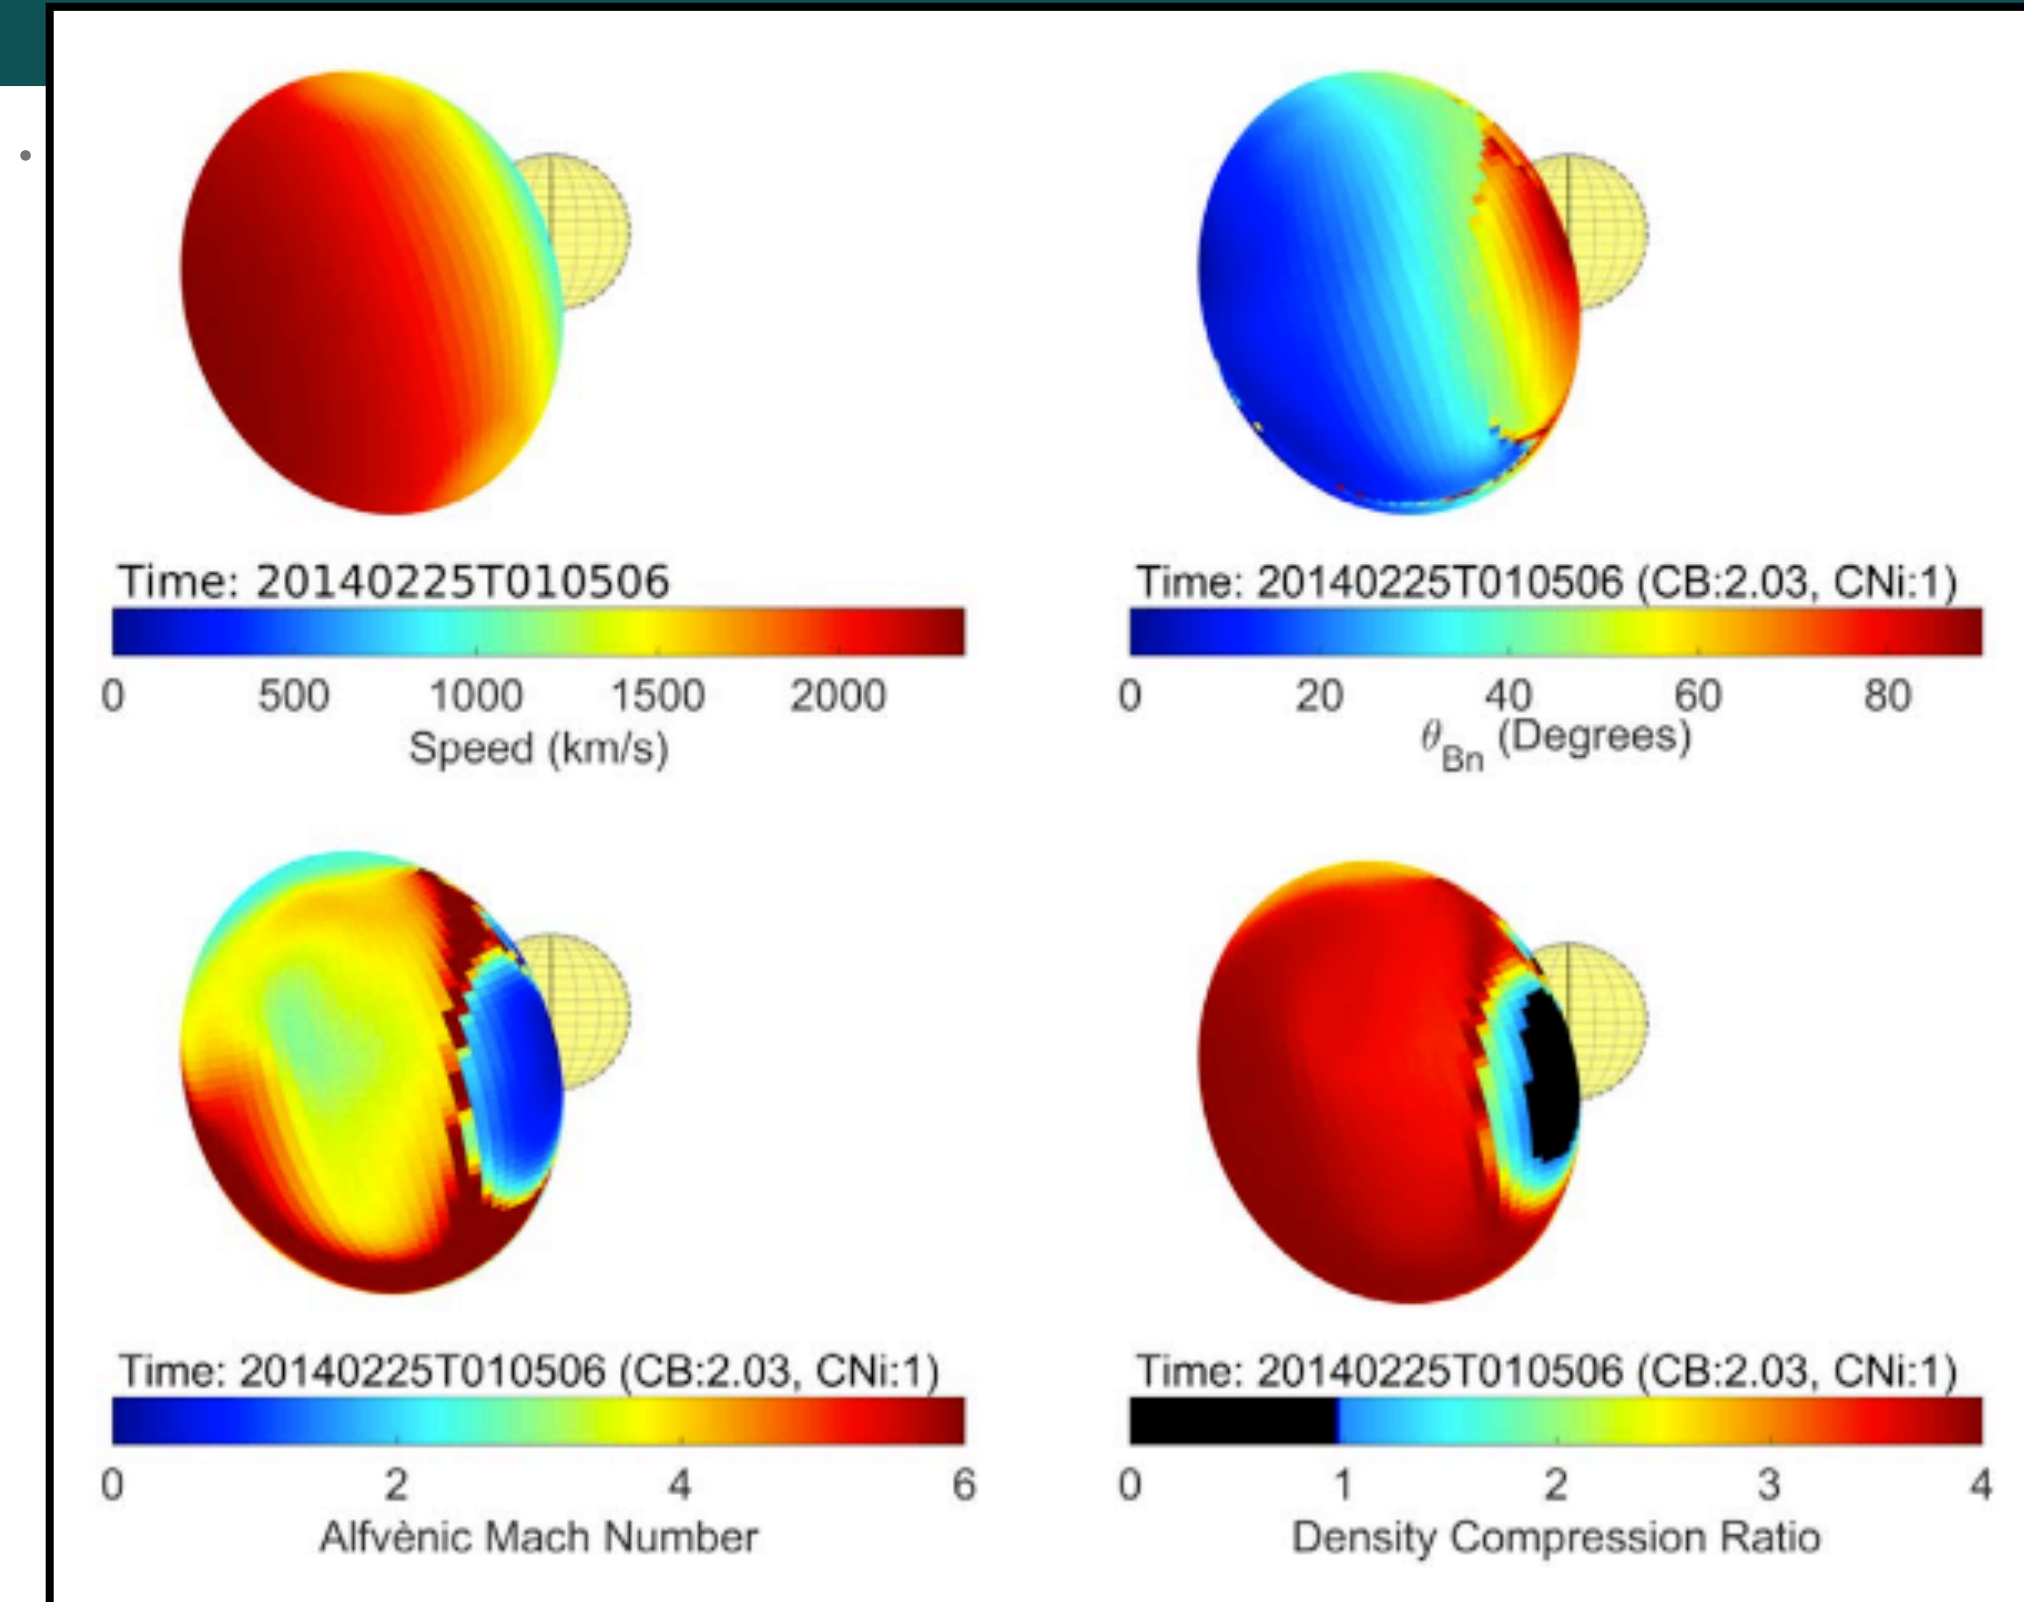 Time: 20140225T010506
0 500 1000 1500 2000
Speed (km/s)
Time: 20140225T010506 (CB:2.03, CNi:1)
0 20 40 60 80
θBn (Degrees)
Time: 20140225T010506 (CB:2.03, CNi:1)
0 2 4 6
Alfvènic Mach Number
Time: 20140225T010506 (CB:2.03, CNi:1)
0 1 2 3 4
Density Compression Ratio